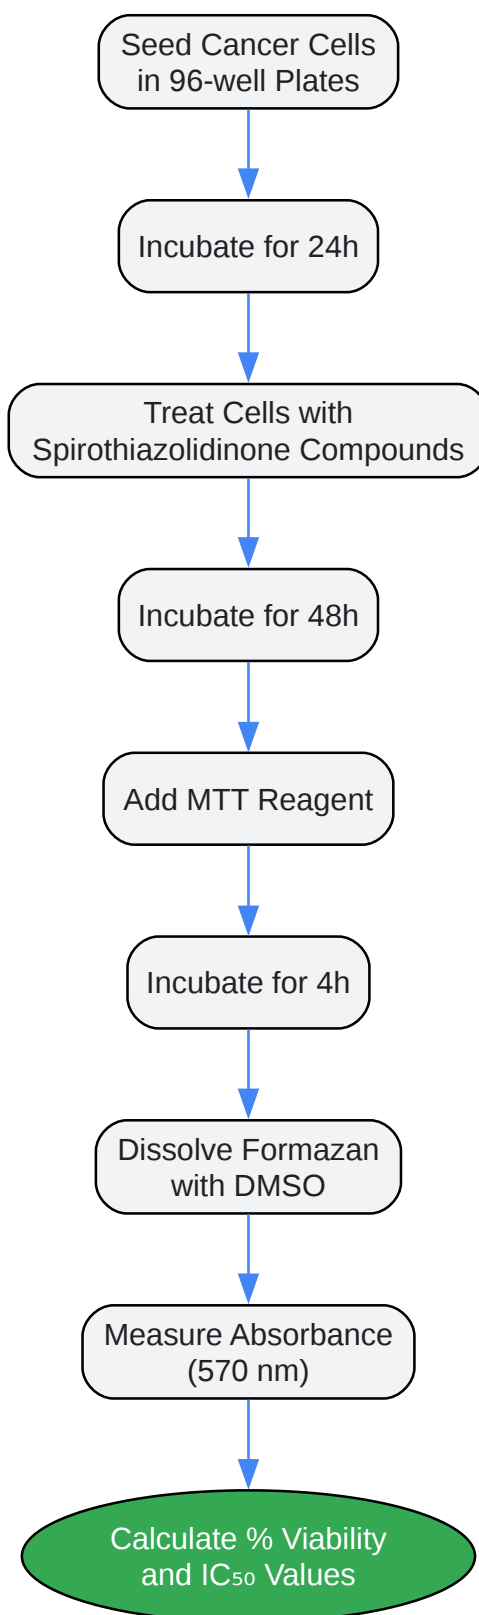 Seed Cancer Cells
in 96-well Plates
Incubate for 24h
Treat Cells with
Spirothiazolidinone Compounds
Incubate for 48h
Add MTT Reagent
Incubate for 4h
Dissolve Formazan
with DMSO
Measure Absorbance
(570 nm)
Calculate % Viability
and IC₅₀ Values